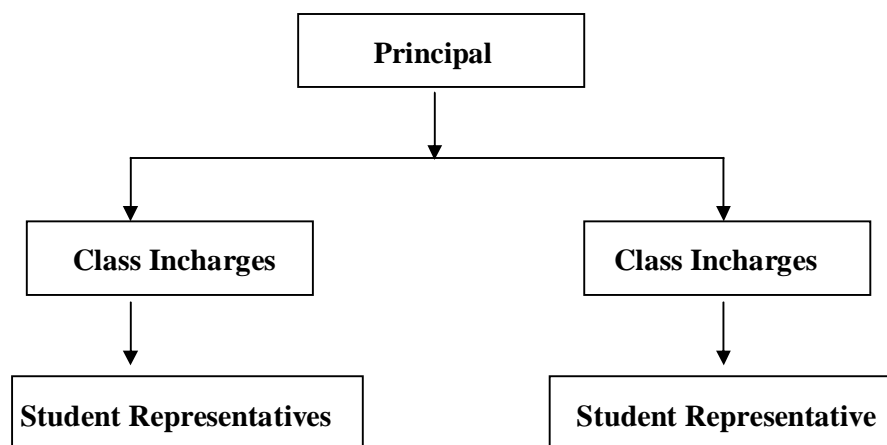 Principal
Class Incharges
Class Incharges
Student Representatives
Student Representative